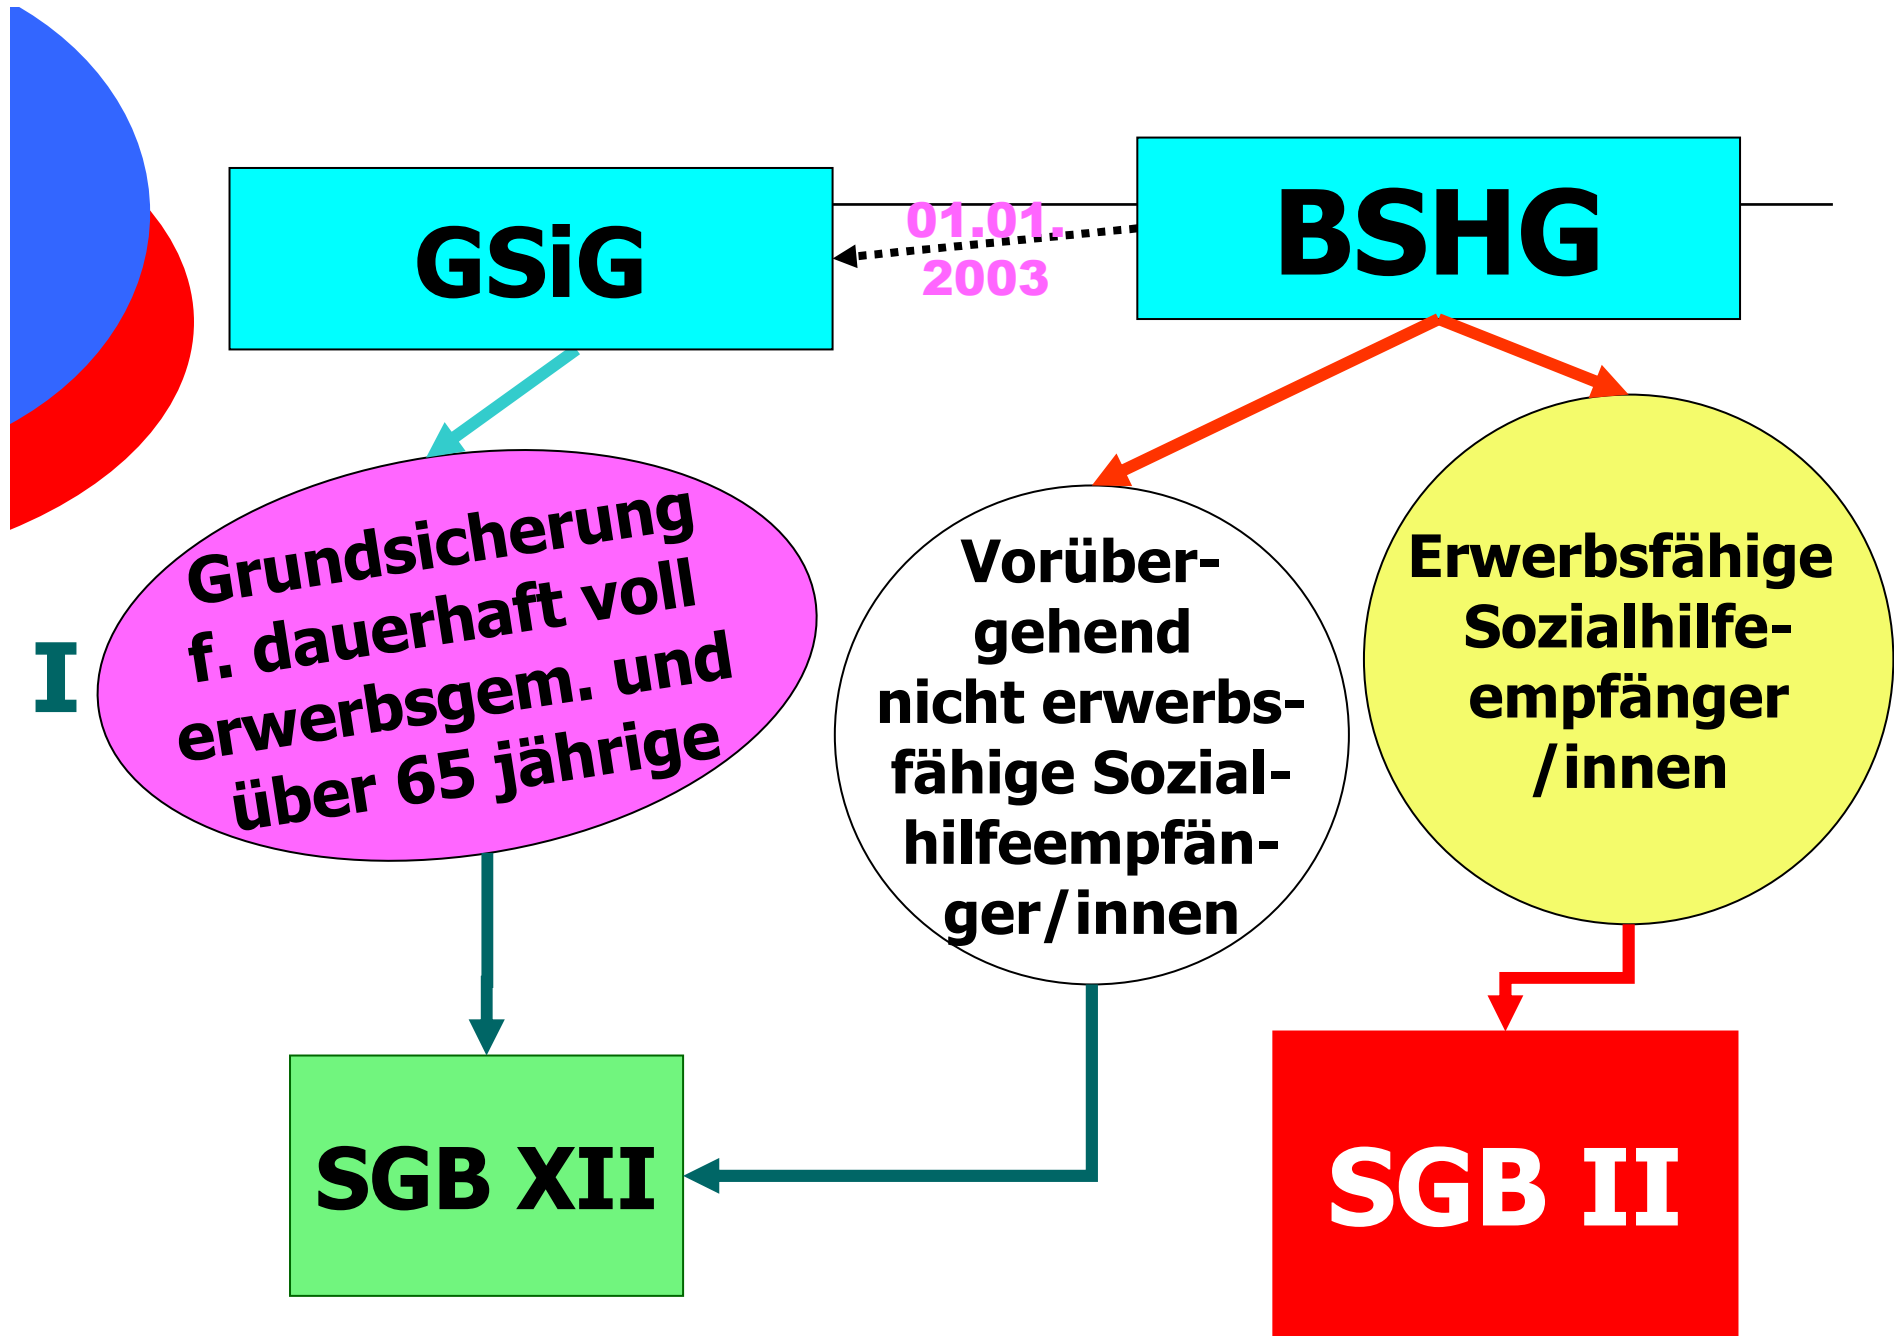 GSiG
01.01.
2003
BSHG
I
Grundsicherung
f. dauerhaft voll
erwerbsgem. und
über 65 jährige
Vorüber-
gehend
nicht erwerbs-
fähige Sozial-
hilfeempfän-
ger/innen
Erwerbsfähige
Sozialhilfe-
empfänger
/innen
SGB XII
SGB II